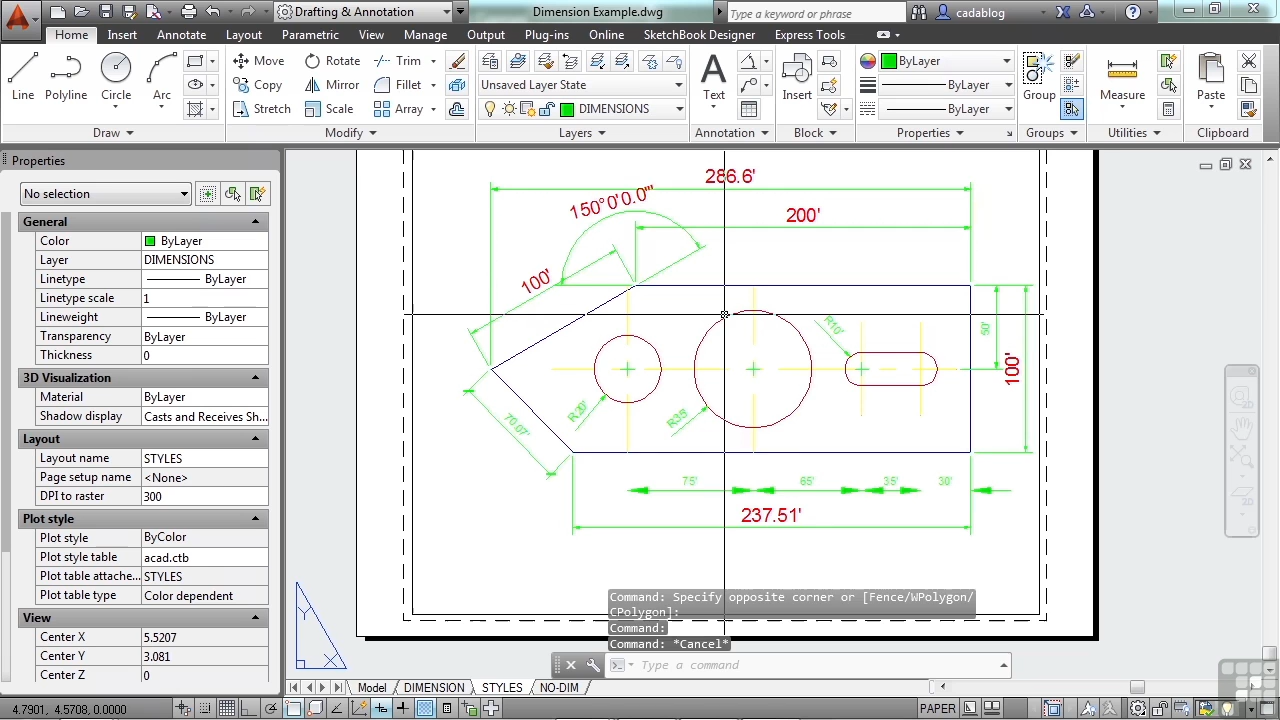 Drafting & Annotation
Dimension Example.dwg
Type a keyword or phrase
cadablog
Home Insert Annotate Layout Parametric View Manage Output Plug-ins Online SketchBook Designer Express Tools
Line Polyline Circle Arc
Move Rotate Trim
Copy Mirror Fillet
Stretch Scale Array
Unsaved Layer State
DIMENSIONS
Text
Insert
ByLayer
ByLayer
ByLayer
Group
Measure
Paste
Draw Modify Layers Annotation Block Properties Groups Utilities Clipboard
Properties
No selection
General
Color ByLayer
Layer DIMENSIONS
Linetype ByLayer
Linetype scale 1
Lineweight ByLayer
Transparency ByLayer
Thickness 0
3D Visualization
Material ByLayer
Shadow display Casts and Receives Sh...
Layout
Layout name STYLES
Page setup name <None>
DPI to raster 300
Plot style
Plot style ByColor
Plot style table acad.ctb
Plot table attache... STYLES
Plot table type Color dependent
View
Center X 5.5207
Center Y 3.081
Center Z 0
286.6'
150°0'0.0"'
200'
100'
R10'
50'
100'
R20'
R35'
70.07'
75' 65' 35' 30'
237.51'
Y
X
2D
Command: Specify opposite corner or [Fence/WPolygon/
CPolygon]:
Command:
Command: *Cancel*
Type a command
Model DIMENSION STYLES NO-DIM
4.7901, 4.5708, 0.0000
PAPER